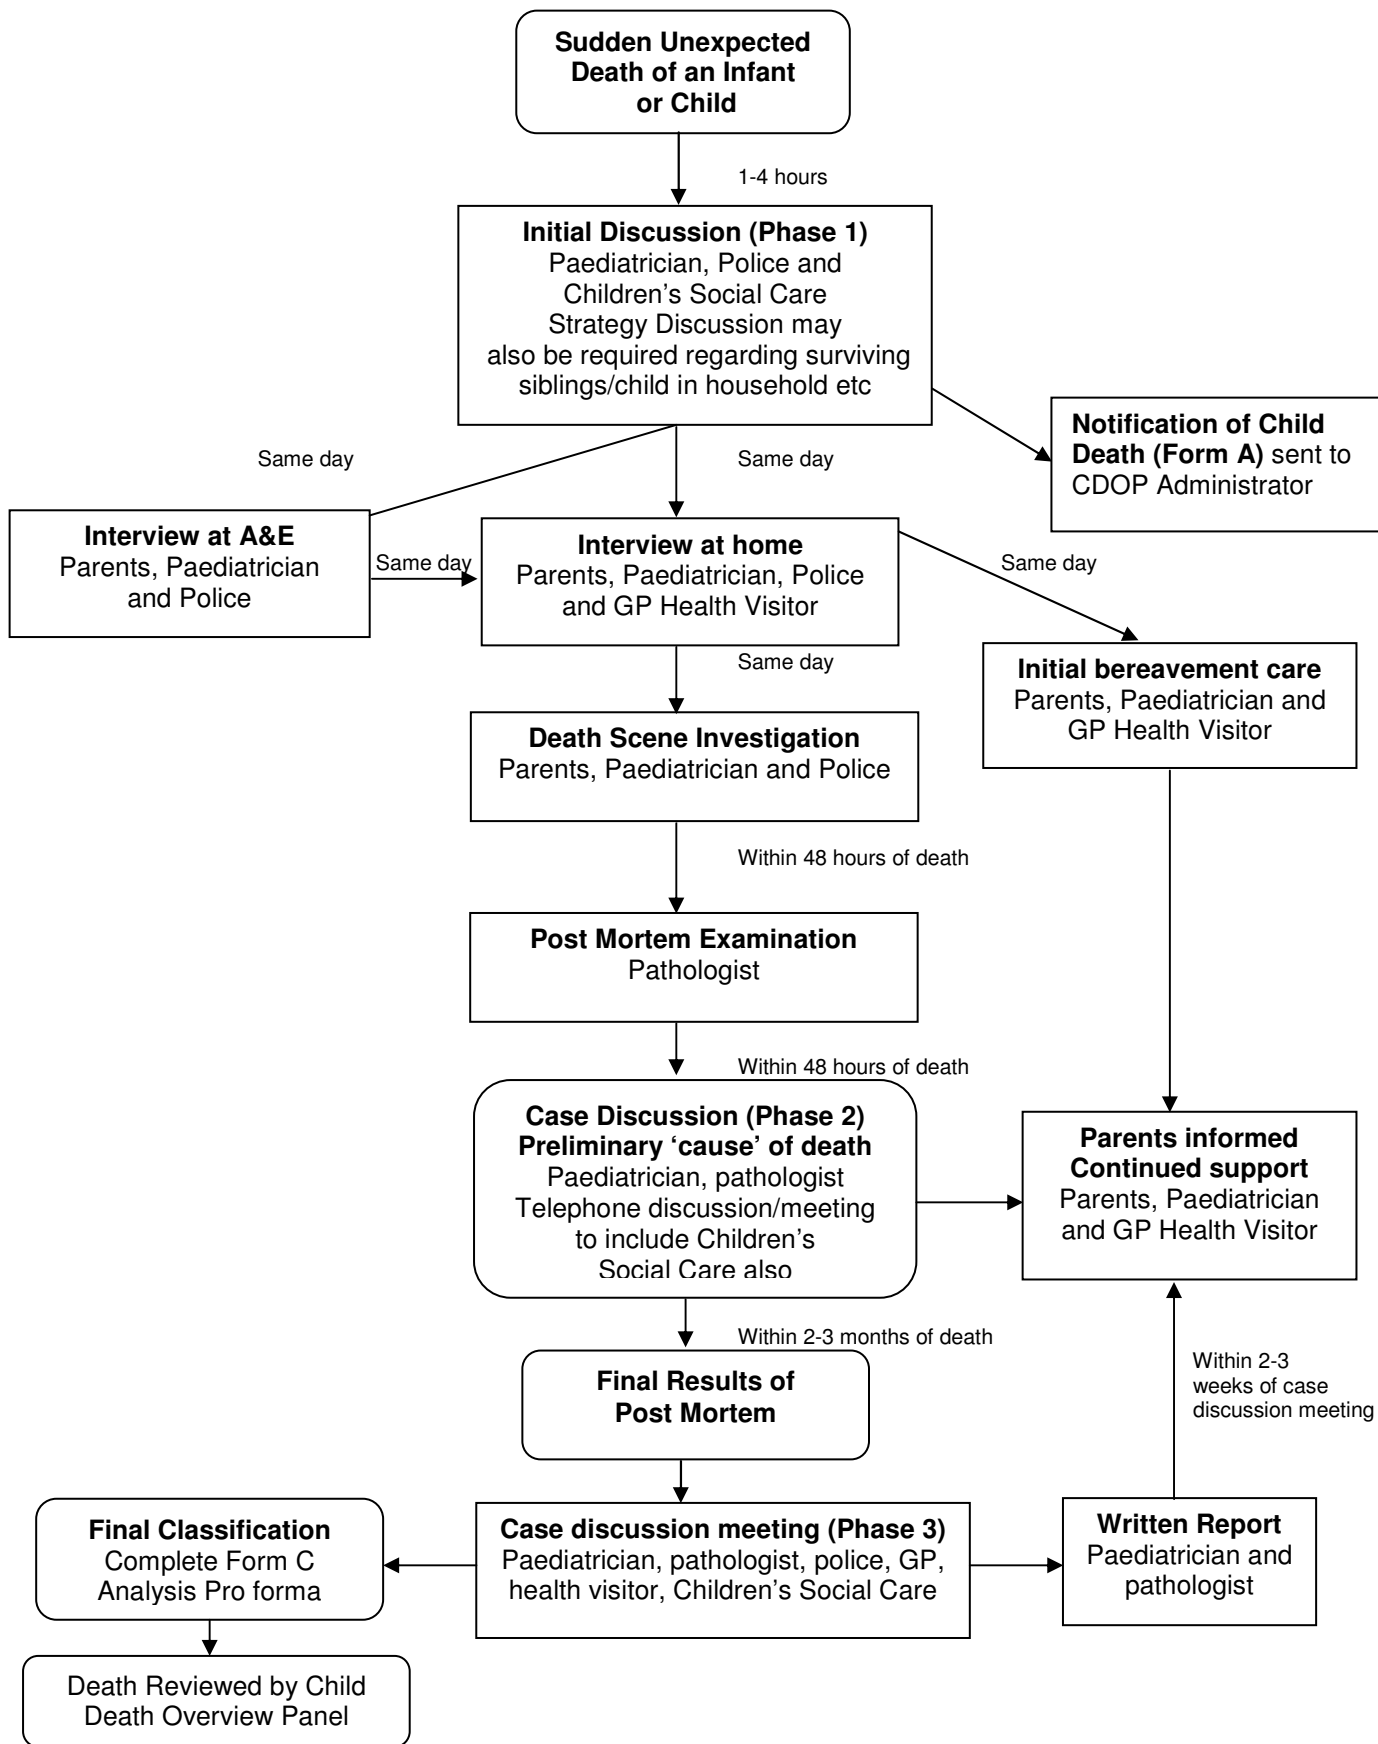 Sudden Unexpected
Death of an Infant
or Child
1-4 hours
Initial Discussion (Phase 1)
Paediatrician, Police and
Children’s Social Care
Strategy Discussion may
also be required regarding surviving
siblings/child in household etc
Notification of Child
Death (Form A) sent to
CDOP Administrator
Same day
Same day
Interview at A&E
Parents, Paediatrician
and Police
Same day
Interview at home
Parents, Paediatrician, Police
and GP Health Visitor
Same day
Same day
Initial bereavement care
Parents, Paediatrician and
GP Health Visitor
Death Scene Investigation
Parents, Paediatrician and Police
Within 48 hours of death
Post Mortem Examination
Pathologist
Within 48 hours of death
Case Discussion (Phase 2)
Preliminary ‘cause’ of death
Paediatrician, pathologist
Telephone discussion/meeting
to include Children’s
Social Care also
Parents informed
Continued support
Parents, Paediatrician
and GP Health Visitor
Within 2-3 months of death
Within 2-3
weeks of case
discussion meeting
Final Results of
Post Mortem
Final Classification
Complete Form C
Analysis Pro forma
Case discussion meeting (Phase 3)
Paediatrician, pathologist, police, GP,
health visitor, Children’s Social Care
Written Report
Paediatrician and
pathologist
Death Reviewed by Child
Death Overview Panel